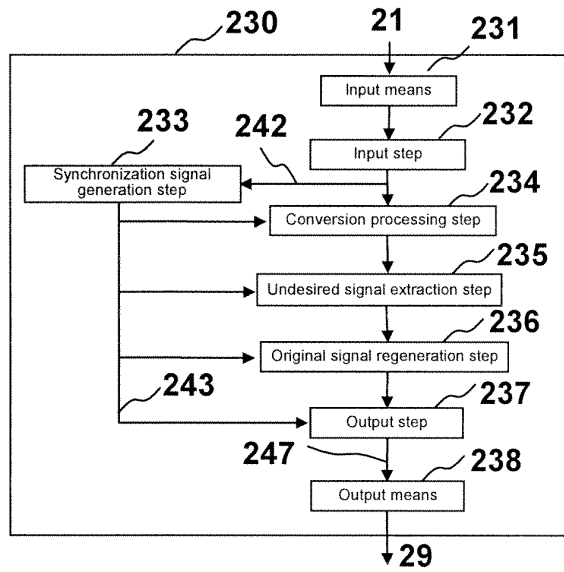 230
21
231
Input means
233
242
232
Input step
Synchronization signal
generation step
234
Conversion processing step
235
Undesired signal extraction step
236
Original signal regeneration step
243
237
Output step
247
238
Output means
29